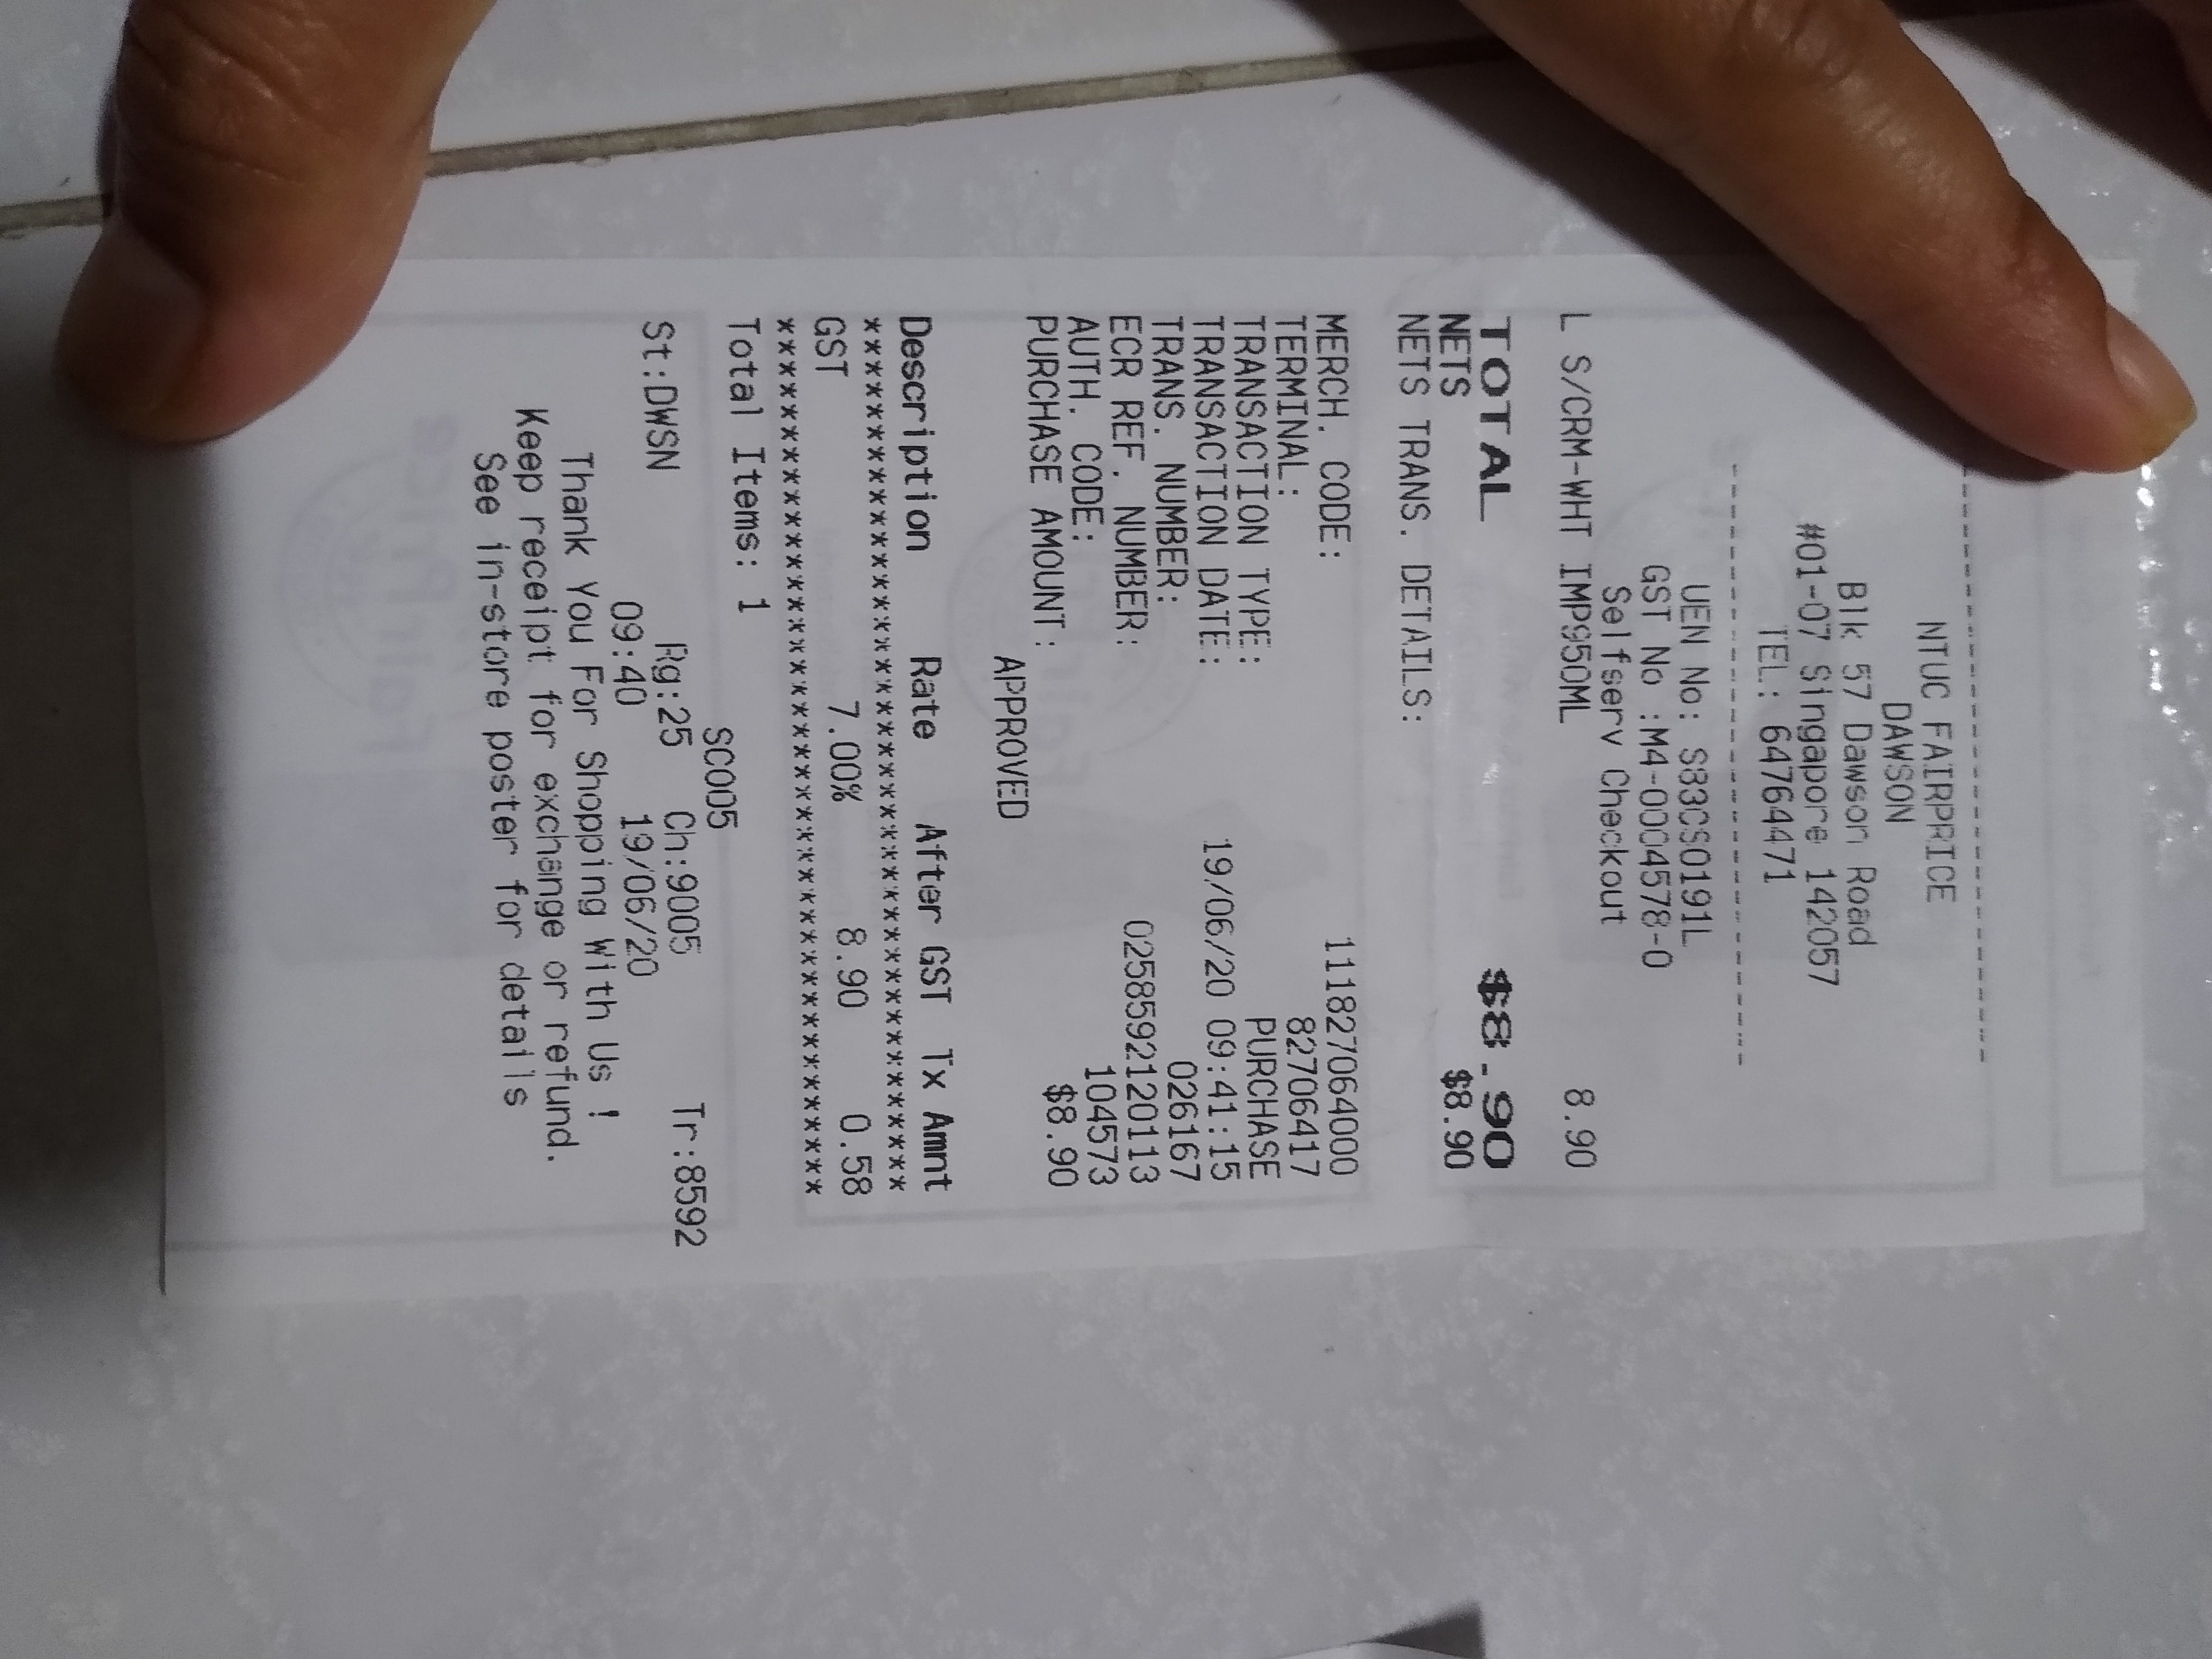 --------------------------------
NTUC FAIRPRICE
DAWSON
Blk 57 Dawson Road
#01-07 Singapore 142057
TEL: 64764471
--------------------------------
UEN No: S83CS0191L
GST No :M4-0004578-0
Selfserv Checkout
L S/CRM-WHT IMP950ML 8.90
TOTAL $8.90
NETS $8.90
NETS TRANS. DETAILS:
MERCH. CODE: 11182706400​0
TERMINAL: 82706417
TRANSACTION TYPE: PURCHASE
TRANSACTION DATE: 19/06/20 09:41:15
TRANS. NUMBER: 026167
ECR REF. NUMBER: 0258592120113
AUTH. CODE: 104573
PURCHASE AMOUNT: $8.90
APPROVED
Description Rate After GST Tx Amnt
****************************************
GST 7.00% 8.90 0.58
****************************************
Total Items: 1
SC005
St:DWSN Rg:25 Ch:9005 Tr:8592
09:40 19/06/20
Thank You For Shopping With Us !
Keep receipt for exchange or refund.
See in-store poster for details